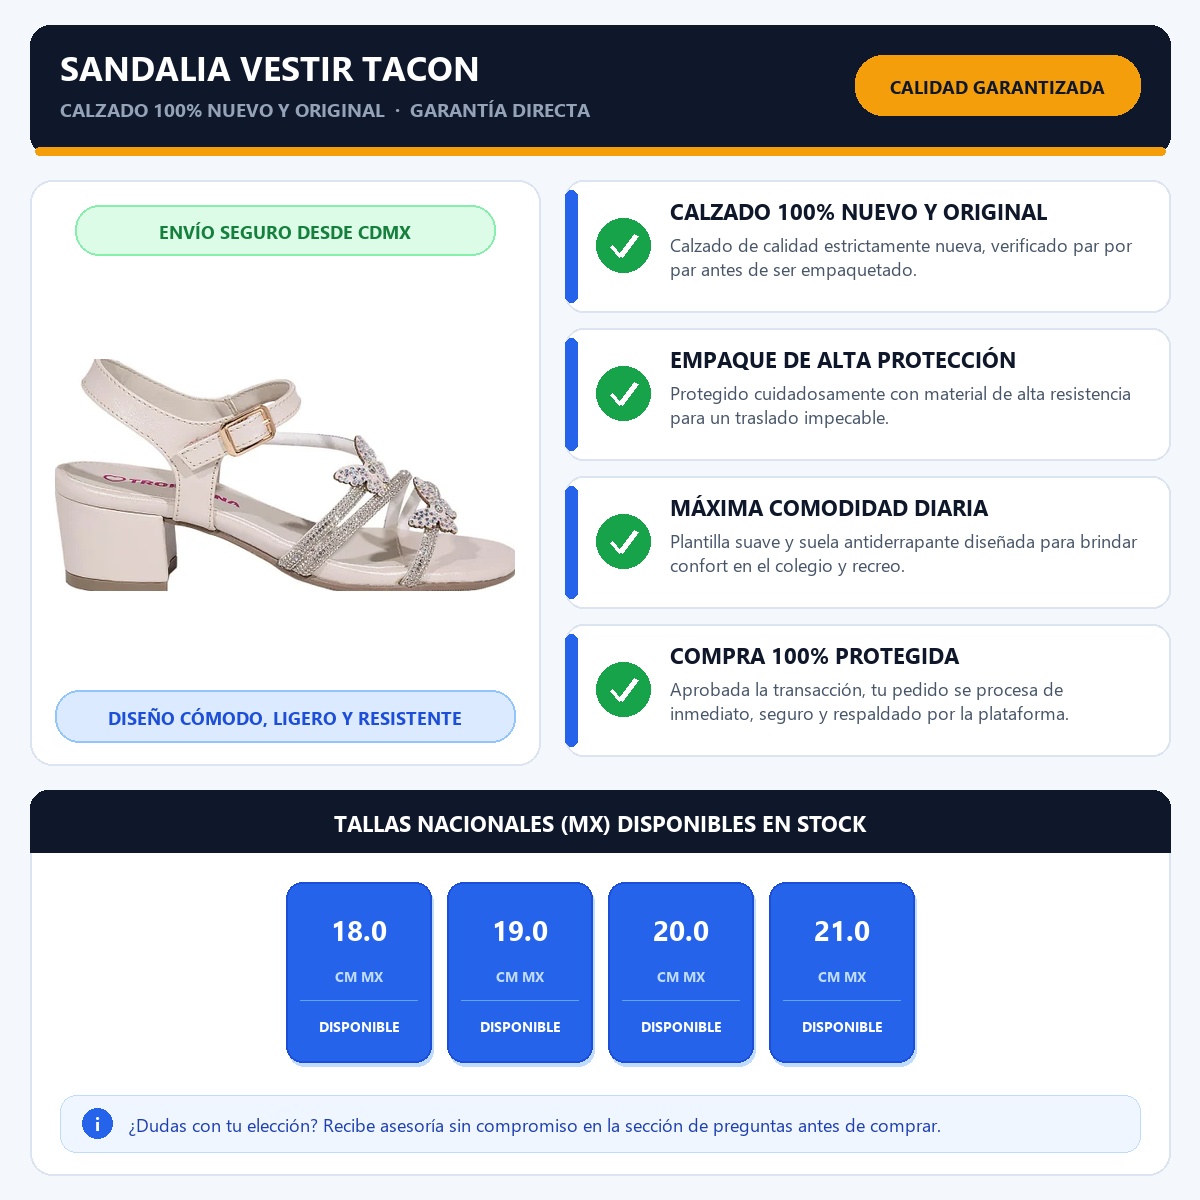 SANDALIA VESTIR TACON
CALZADO 100% NUEVO Y ORIGINAL · GARANTÍA DIRECTA
CALIDAD GARANTIZADA
ENVÍO SEGURO DESDE CDMX
DISEÑO CÓMODO, LIGERO Y RESISTENTE
CALZADO 100% NUEVO Y ORIGINAL
Calzado de calidad estrictamente nueva, verificado par por
par antes de ser empaquetado.
EMPAQUE DE ALTA PROTECCIÓN
Protegido cuidadosamente con material de alta resistencia
para un traslado impecable.
MÁXIMA COMODIDAD DIARIA
Plantilla suave y suela antiderrapante diseñada para brindar
confort en el colegio y recreo.
COMPRA 100% PROTEGIDA
Aprobada la transacción, tu pedido se procesa de
inmediato, seguro y respaldado por la plataforma.
TALLAS NACIONALES (MX) DISPONIBLES EN STOCK
18.0
CM MX
DISPONIBLE
19.0
CM MX
DISPONIBLE
20.0
CM MX
DISPONIBLE
21.0
CM MX
DISPONIBLE
¿Dudas con tu elección? Recibe asesoría sin compromiso en la sección de preguntas antes de comprar.